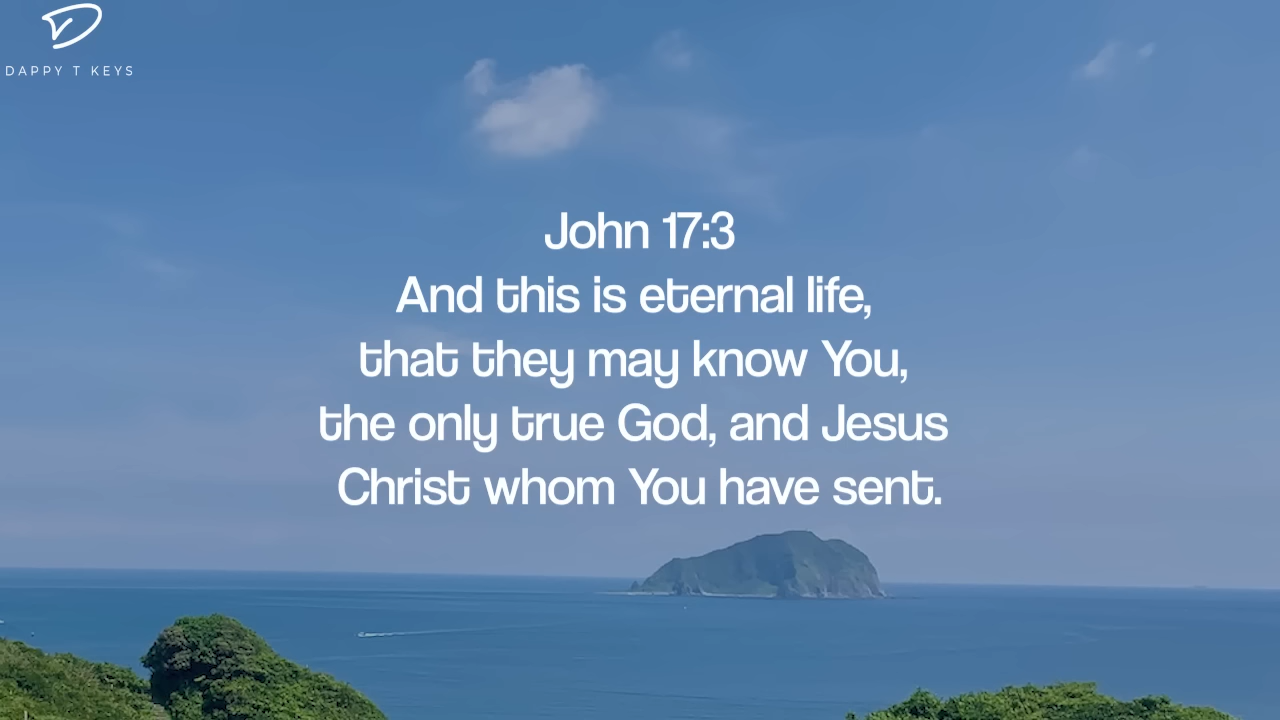 DAPPY T KEYS
John 17:3
And this is eternal life,
that they may know You,
the only true God, and Jesus
Christ whom You have sent.